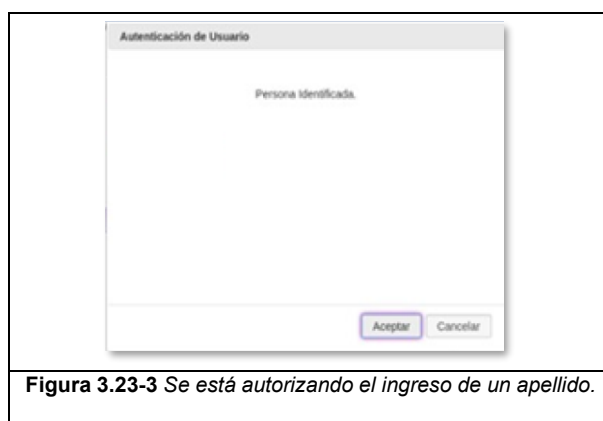 Autenticación de Usuario
Persona Identificada.
Aceptar Cancelar
Figura 3.23-3 Se está autorizando el ingreso de un apellido.